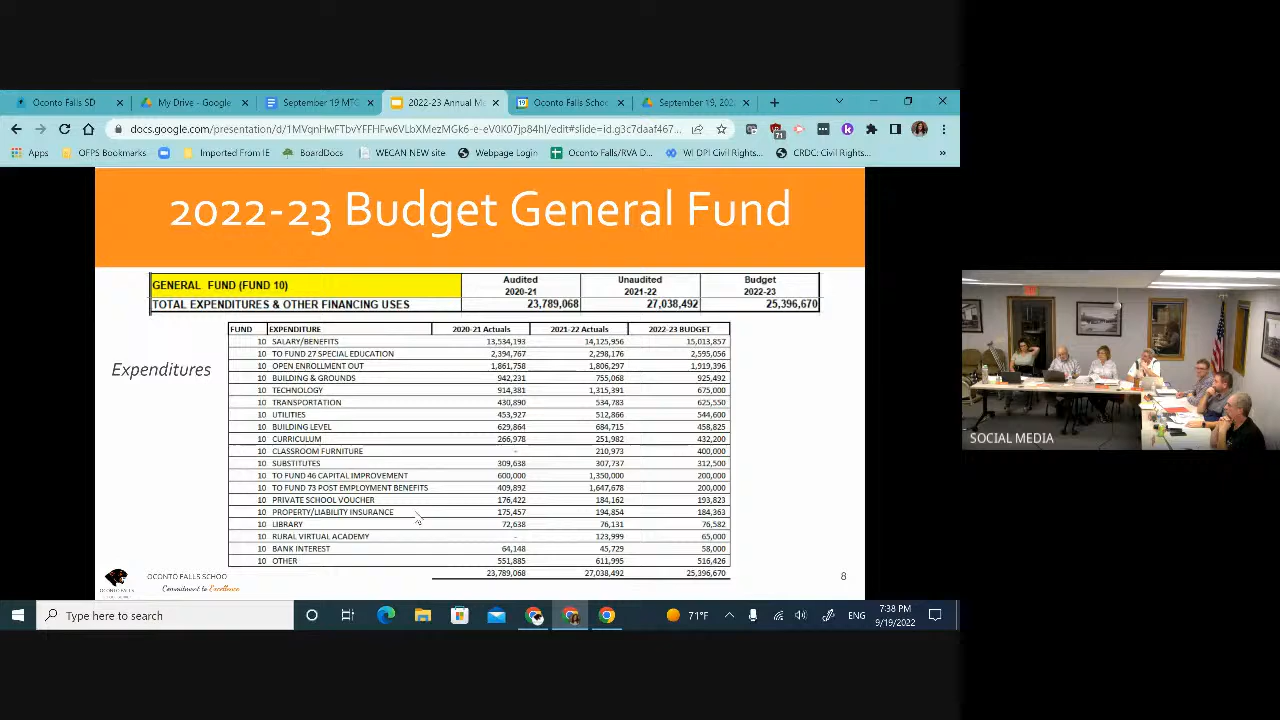 Oconto Falls SD
My Drive - Google
September 19 MTG
2022-23 Annual Me
Oconto Falls Schoo
September 19, 202
docs.google.com/presentation/d/1MVqnHwFTbvYFFHFw6VLbXMezMGk6-e-eV0K07jp84hI/edit#slide=id.g3c7daaf467...
71
Apps
OFPS Bookmarks
Imported From IE
BoardDocs
WECAN NEW site
Webpage Login
Oconto Falls/RVA D...
WI DPI Civil Rights...
CRDC: Civil Rights...
»
2022-23 Budget General Fund
GENERAL FUND (FUND 10) Audited 2020-21 Unaudited 2021-22 Budget 2022-23
TOTAL EXPENDITURES & OTHER FINANCING USES 23,789,068 27,038,492 25,396,670
Expenditures
FUND EXPENDITURE 2020-21 Actuals 2021-22 Actuals 2022-23 BUDGET
10 SALARY/BENEFITS 13,534,193 14,125,956 15,013,857
10 TO FUND 27 SPECIAL EDUCATION 2,394,767 2,298,176 2,595,056
10 OPEN ENROLLMENT OUT 1,861,758 1,806,297 1,919,396
10 BUILDING & GROUNDS 942,231 755,068 925,492
10 TECHNOLOGY 914,381 1,315,391 675,000
10 TRANSPORTATION 430,890 534,783 625,550
10 UTILITIES 453,927 512,866 544,600
10 BUILDING LEVEL 629,864 684,715 458,825
10 CURRICULUM 266,978 251,982 432,200
10 CLASSROOM FURNITURE - 210,973 400,000
10 SUBSTITUTES 309,638 307,737 312,500
10 TO FUND 46 CAPITAL IMPROVEMENT 600,000 1,350,000 200,000
10 TO FUND 73 POST EMPLOYMENT BENEFITS 409,892 1,647,678 200,000
10 PRIVATE SCHOOL VOUCHER 176,422 184,162 193,823
10 PROPERTY/LIABILITY INSURANCE 175,457 194,854 184,363
10 LIBRARY 72,638 76,131 76,582
10 RURAL VIRTUAL ACADEMY - 123,999 65,000
10 BANK INTEREST 64,148 45,729 58,000
10 OTHER 551,885 611,995 516,426
23,789,068 27,038,492 25,396,670
OCONTO FALLS SCHOOL
Commitment to Excellence
8
SOCIAL MEDIA
Type here to search
71°F
ENG
7:38 PM
9/19/2022